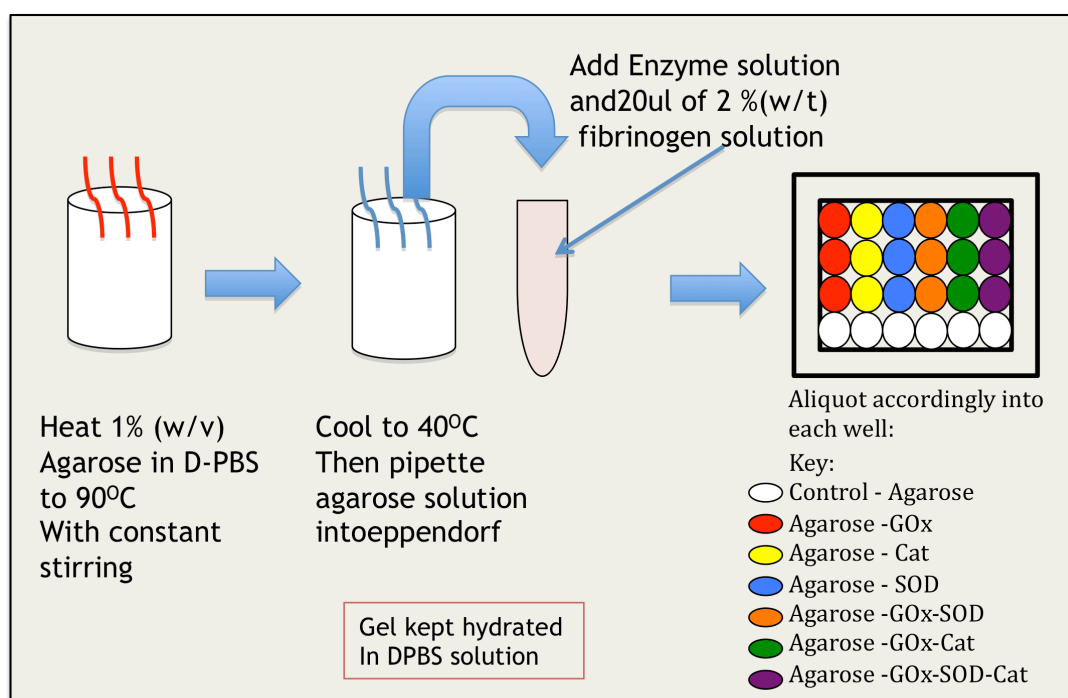 Add Enzyme solution
and20ul of 2 %(w/t)
fibrinogen solution
Heat 1% (w/v)
Agarose in D-PBS
to 90⁰C
With constant
stirring
Cool to 40⁰C
Then pipette
agarose solution
intoeppendorf
Gel kept hydrated
In DPBS solution
Aliquot accordingly into
each well:
Key:
Control - Agarose
Agarose -GOx
Agarose - Cat
Agarose - SOD
Agarose -GOx-SOD
Agarose -GOx-Cat
Agarose -GOx-SOD-Cat